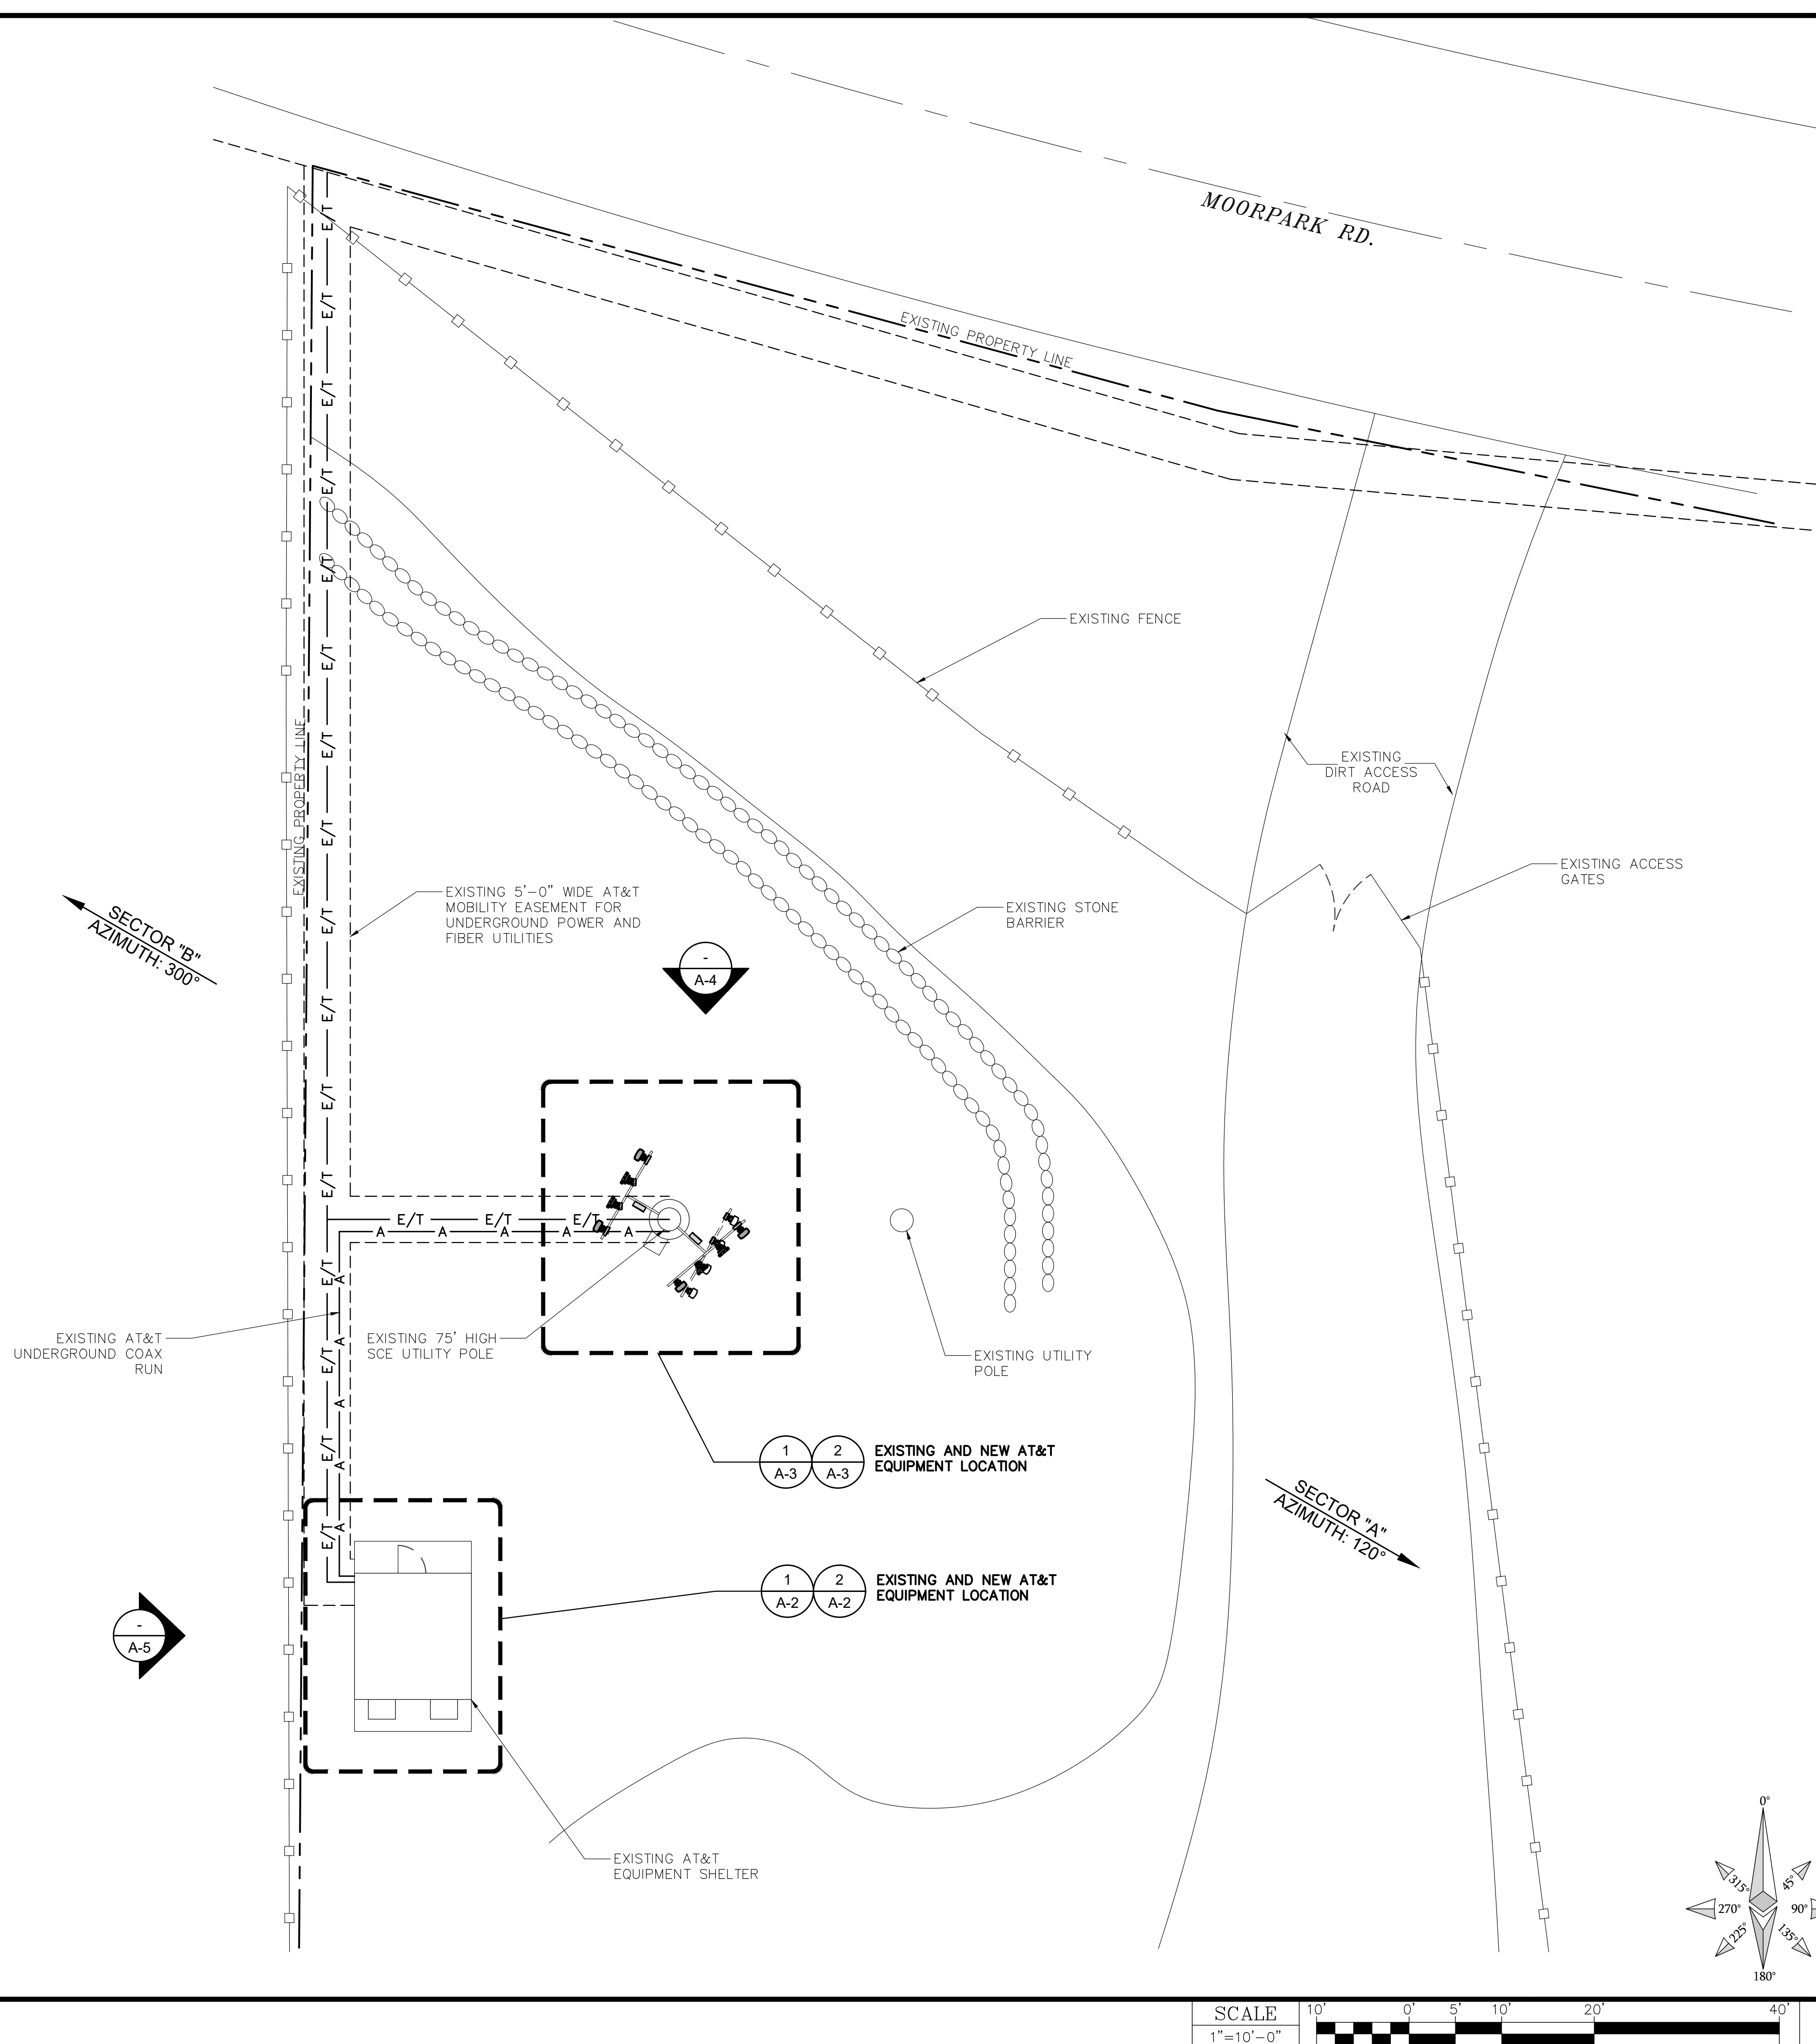 MOORPARK RD.
EXISTING PROPERTY LINE
E/T
E/T
E/T
E/T
E/T
E/T
E/T
E/T
E/T
E/T
E/T
E/T
EXISTING FENCE
EXISTING PROPERTY LINE
EXISTING
DIRT ACCESS
ROAD
EXISTING ACCESS
GATES
EXISTING 5'-0" WIDE AT&T
MOBILITY EASEMENT FOR
UNDERGROUND POWER AND
FIBER UTILITIES
EXISTING STONE
BARRIER
SECTOR "B"
AZIMUTH: 300°
-
A-4
E/T E/T E/T
A A A A A
E/T
A
E/T
A
E/T
A
A
E/T
A
EXISTING AT&T
UNDERGROUND COAX
RUN
EXISTING 75' HIGH
SCE UTILITY POLE
EXISTING UTILITY
POLE
1
A-3
2
A-3
EXISTING AND NEW AT&T
EQUIPMENT LOCATION
SECTOR "A"
AZIMUTH: 120°
1
A-2
2
A-2
EXISTING AND NEW AT&T
EQUIPMENT LOCATION
-
A-5
EXISTING AT&T
EQUIPMENT SHELTER
0°
45°
90°
135°
180°
225°
270°
315°
SCALE
1"=10'-0"
10' 0' 5' 10' 20' 40'